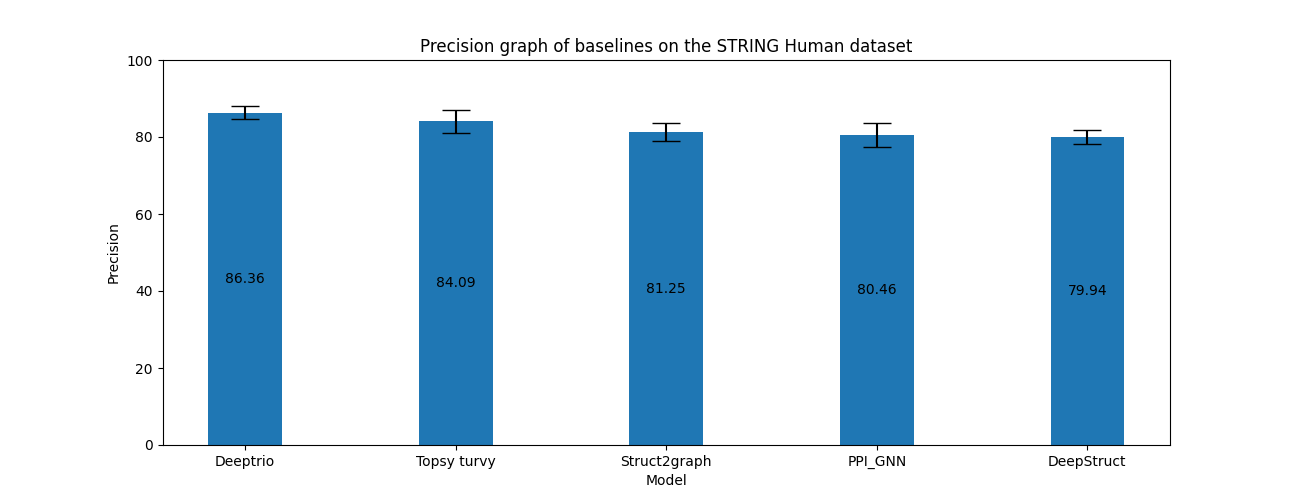 Precision graph of baselines on the STRING Human dataset
100
80
60
40
20
0
Precision
86.36
84.09
81.25
80.46
79.94
Deeptrio
Topsy turvy
Struct2graph
PPI_GNN
DeepStruct
Model